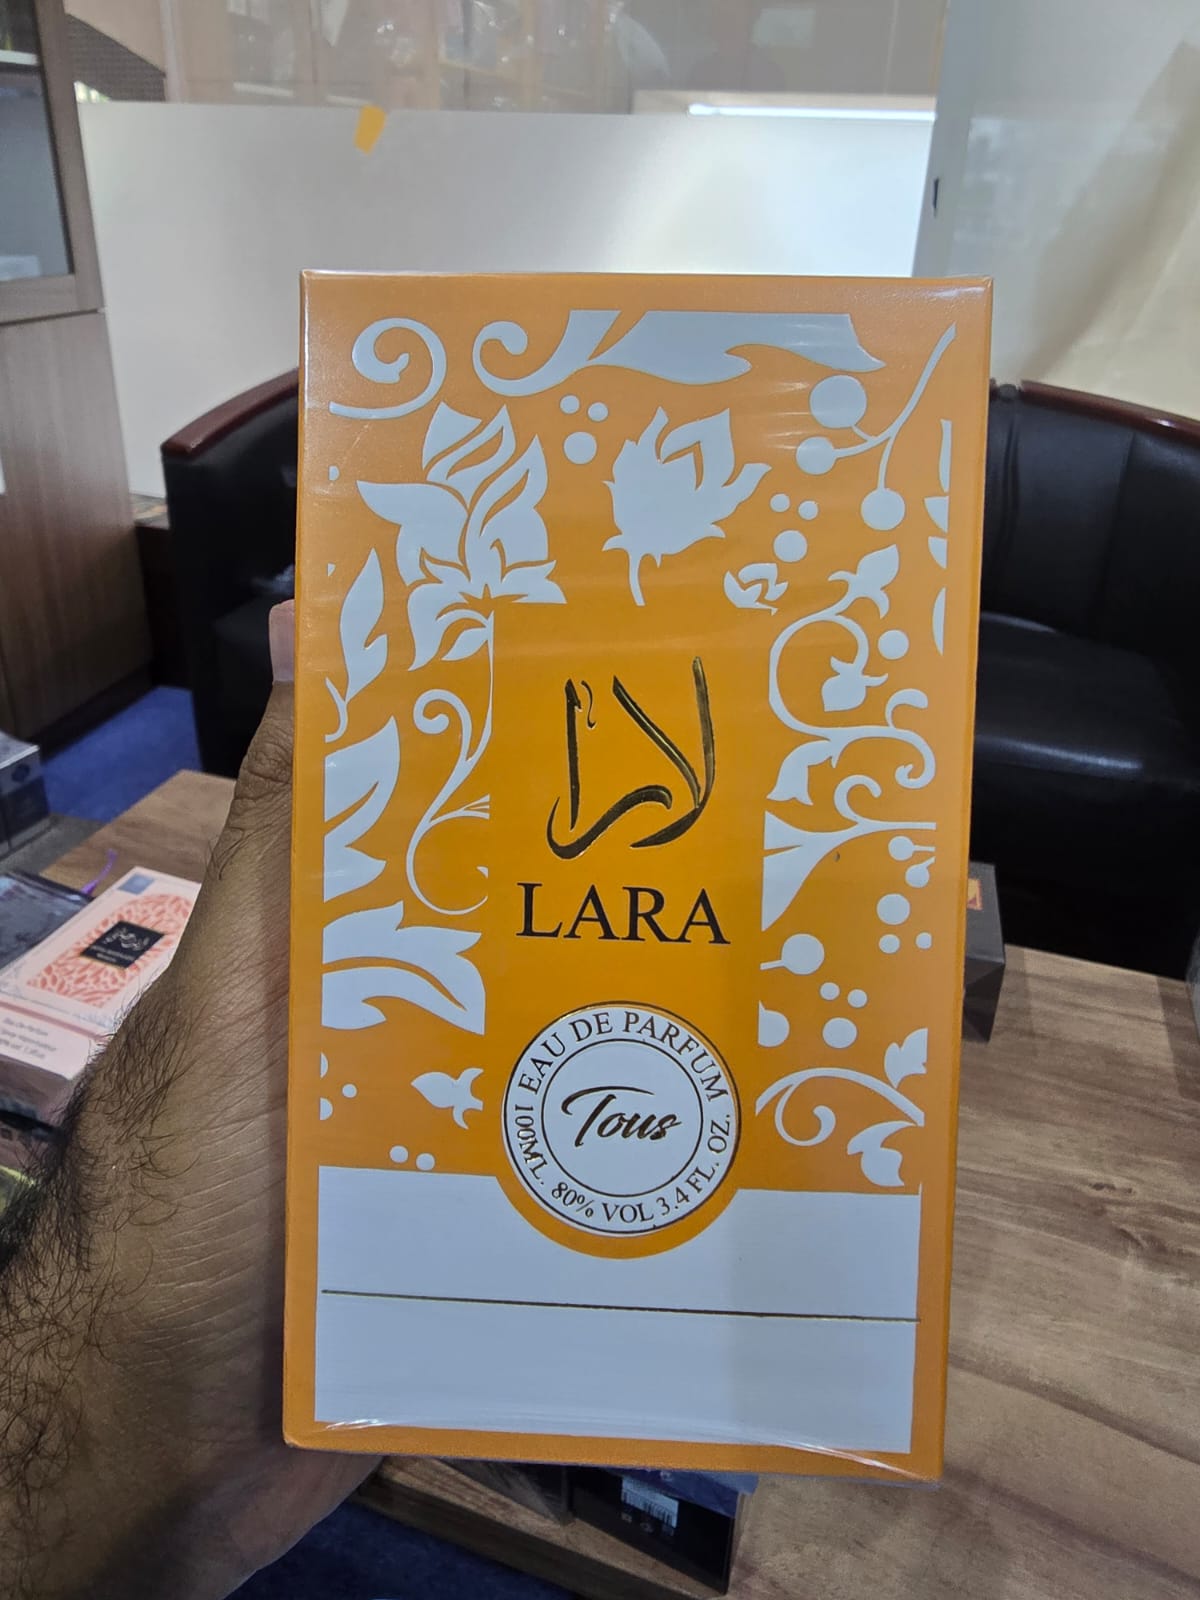 لارا
LARA
EAU DE PARFUM
Tous
100ML. 80% VOL 3.4 FL. OZ.